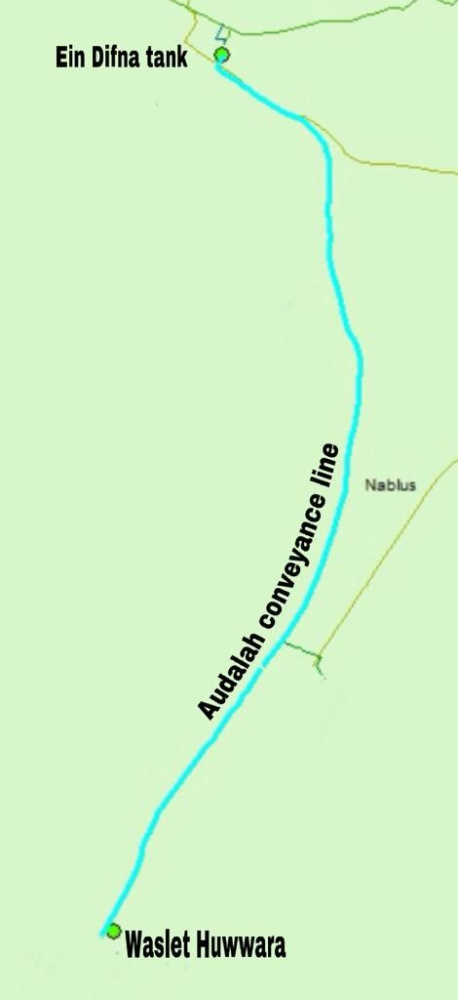 Ein Difna tank
Audalah conveyance line
Nablus
Waslet Huwwara